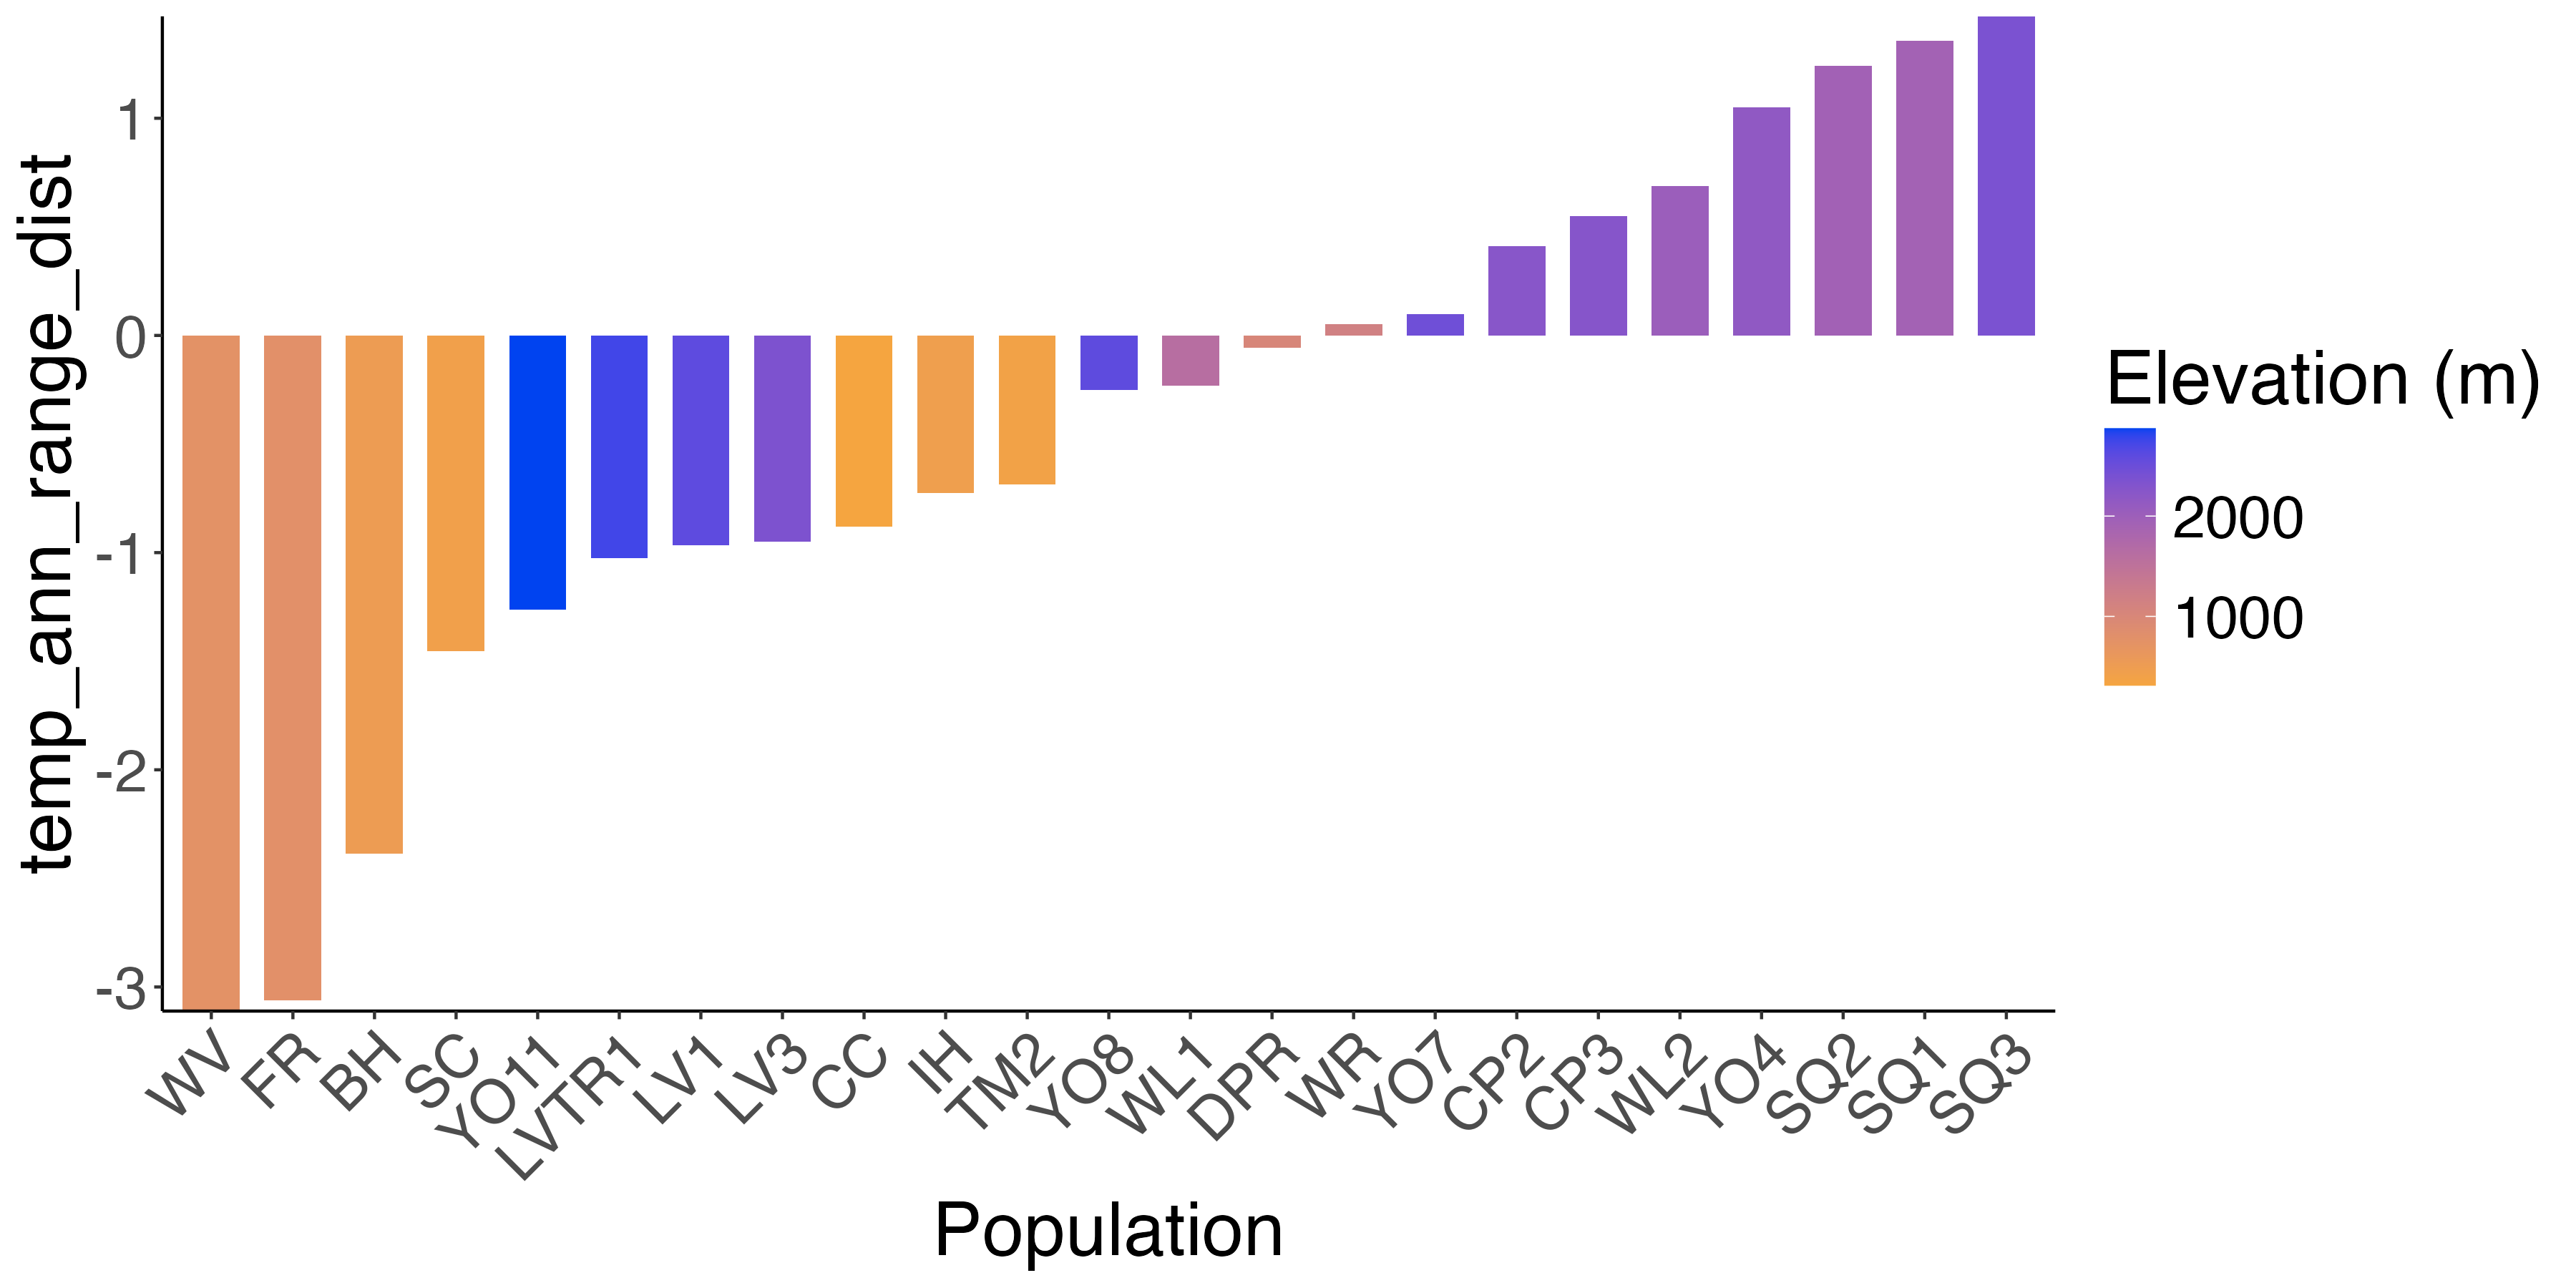 temp_ann_range_dist
1
0
-1
-2
-3
WV
FR
BH
SC
YO11
LVTR1
LV1
LV3
CC
IH
TM2
YO8
WL1
DPR
WR
YO7
CP2
CP3
WL2
YO4
SQ2
SQ1
SQ3
Population
Elevation (m)
2000
1000